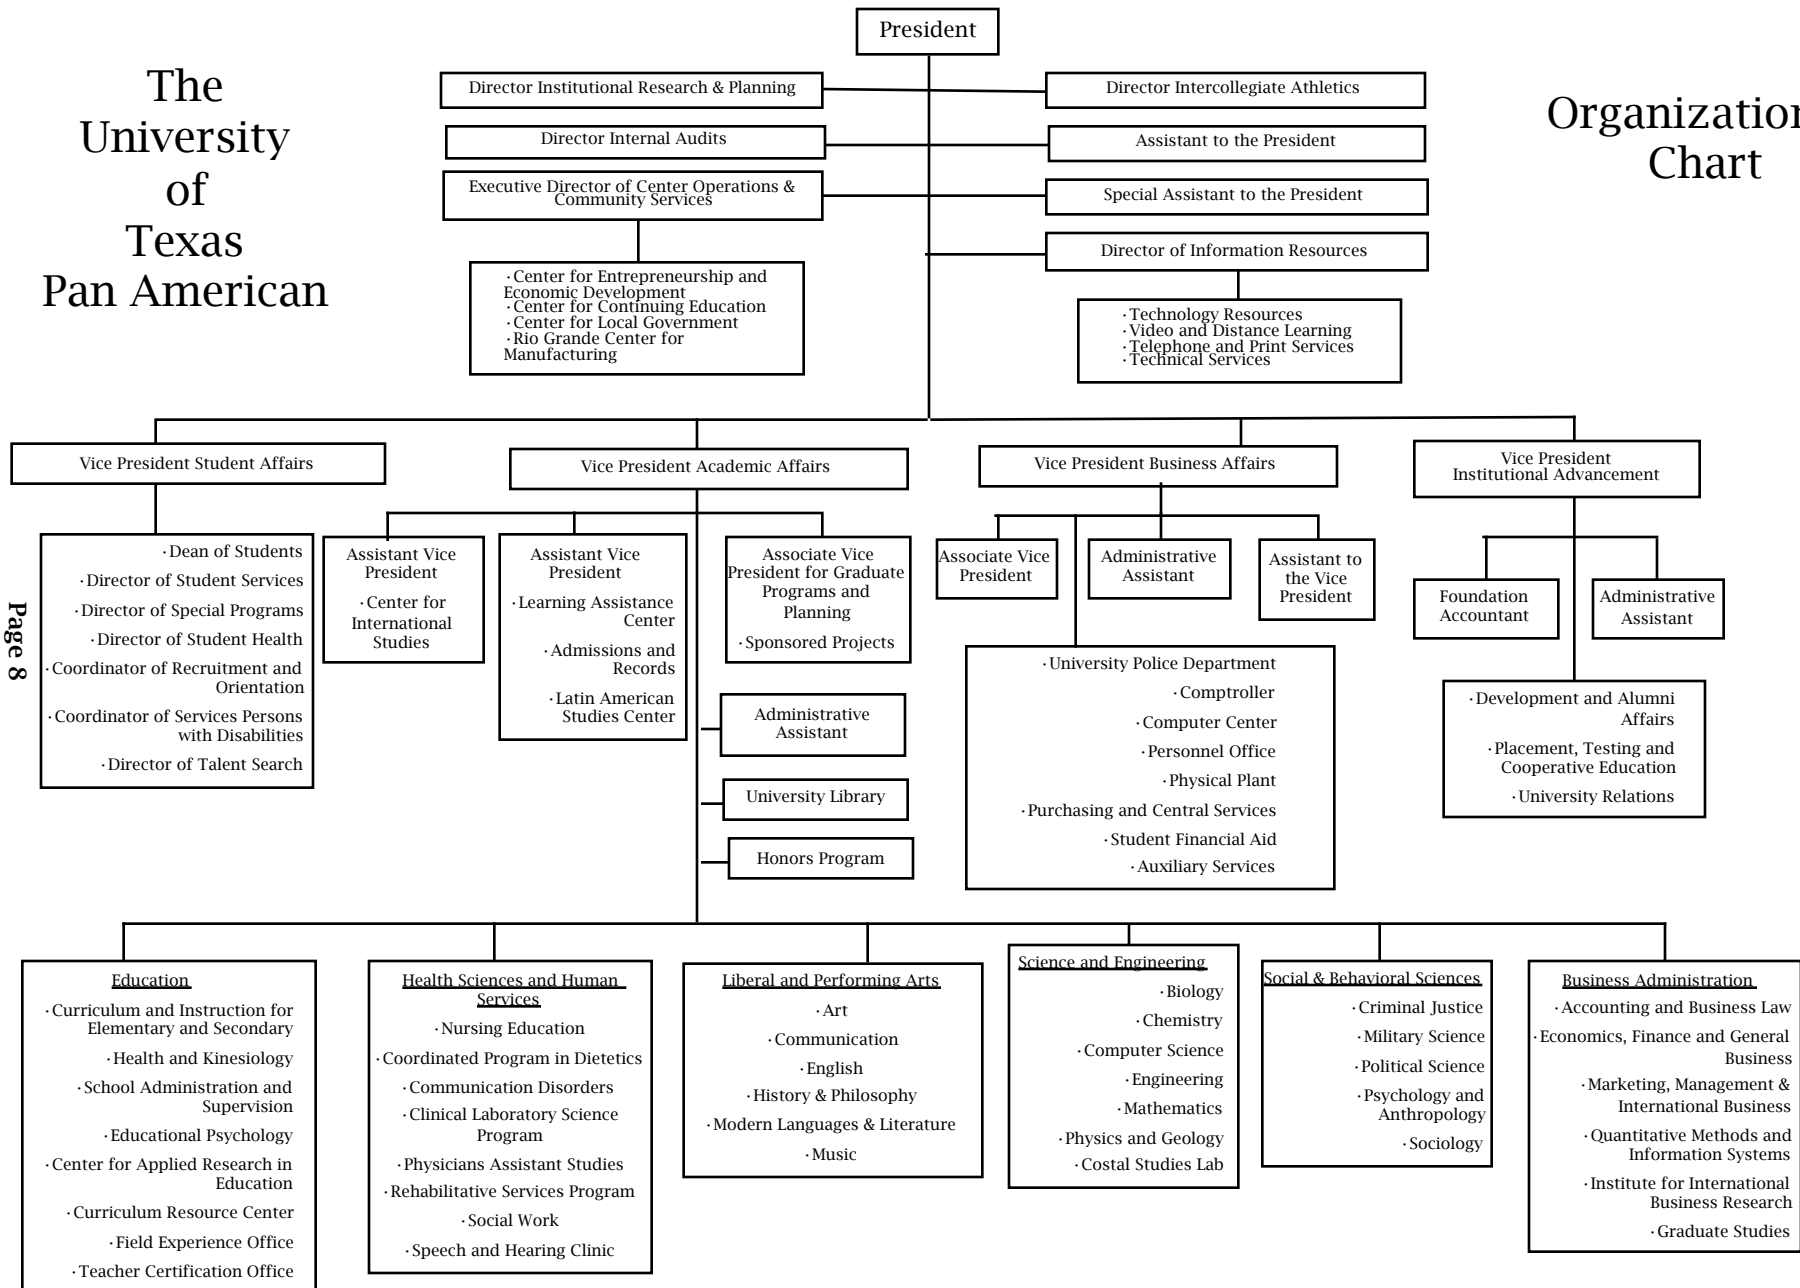 President
The
University
of
Texas
Pan American
Organization
Chart
Director Institutional Research & Planning
Director Intercollegiate Athletics
Director Internal Audits
Assistant to the President
Executive Director of Center Operations &
Community Services
Special Assistant to the President
Director of Information Resources
·Center for Entrepreneurship and
Economic Development
·Center for Continuing Education
·Center for Local Government
·Rio Grande Center for
Manufacturing
·Technology Resources
·Video and Distance Learning
·Telephone and Print Services
·Technical Services
Vice President Student Affairs
Vice President Academic Affairs
Vice President Business Affairs
Vice President
Institutional Advancement
·Dean of Students
·Director of Student Services
·Director of Special Programs
·Director of Student Health
·Coordinator of Recruitment and
Orientation
·Coordinator of Services Persons
with Disabilities
·Director of Talent Search
Assistant Vice
President
·Center for
International
Studies
Assistant Vice
President
·Learning Assistance
Center
·Admissions and
Records
·Latin American
Studies Center
Associate Vice
President for Graduate
Programs and
Planning
·Sponsored Projects
Administrative
Assistant
University Library
Honors Program
Associate Vice
President
Administrative
Assistant
Assistant to
the Vice
President
·University Police Department
·Comptroller
·Computer Center
·Personnel Office
·Physical Plant
·Purchasing and Central Services
·Student Financial Aid
·Auxiliary Services
Foundation
Accountant
Administrative
Assistant
·Development and Alumni
Affairs
·Placement, Testing and
Cooperative Education
·University Relations
Page 8
Education
·Curriculum and Instruction for
Elementary and Secondary
·Health and Kinesiology
·School Administration and
Supervision
·Educational Psychology
·Center for Applied Research in
Education
·Curriculum Resource Center
·Field Experience Office
·Teacher Certification Office
Health Sciences and Human
Services
·Nursing Education
·Coordinated Program in Dietetics
·Communication Disorders
·Clinical Laboratory Science
Program
·Physicians Assistant Studies
·Rehabilitative Services Program
·Social Work
·Speech and Hearing Clinic
Liberal and Performing Arts
·Art
·Communication
·English
·History & Philosophy
·Modern Languages & Literature
·Music
Science and Engineering
·Biology
·Chemistry
·Computer Science
·Engineering
·Mathematics
·Physics and Geology
·Costal Studies Lab
Social & Behavioral Sciences
·Criminal Justice
·Military Science
·Political Science
·Psychology and
Anthropology
·Sociology
Business Administration
·Accounting and Business Law
·Economics, Finance and General
Business
·Marketing, Management &
International Business
·Quantitative Methods and
Information Systems
·Institute for International
Business Research
·Graduate Studies